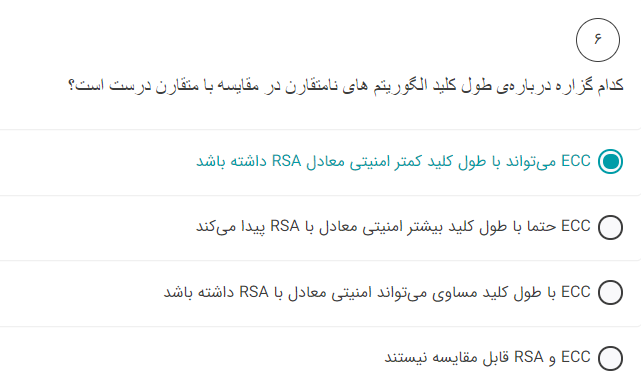 ۶
کدام گزاره درباره‌ی طول کلید الگوریتم های نامتقارن در مقایسه با متقارن درست است؟
ECC می‌تواند با طول کلید کمتر امنیتی معادل RSA داشته باشد
ECC حتما با طول کلید بیشتر امنیتی معادل با RSA پیدا می‌کند
ECC با طول کلید مساوی می‌تواند امنیتی معادل با RSA داشته باشد
ECC و RSA قابل مقایسه نیستند